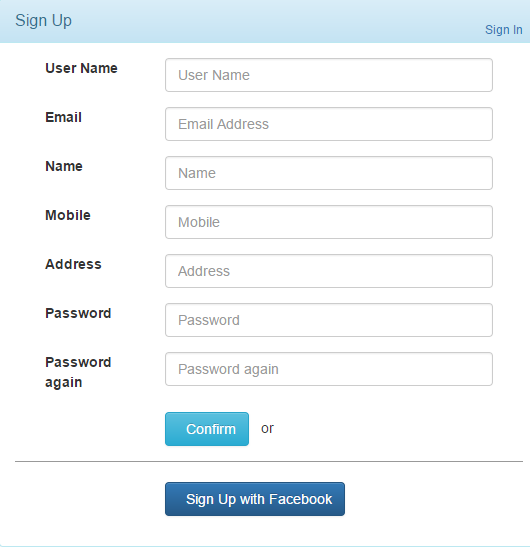 Sign Up
Sign In
User Name
User Name
Email
Email Address
Name
Name
Mobile
Mobile
Address
Address
Password
Password
Password
again
Password again
Confirm or
Sign Up with Facebook